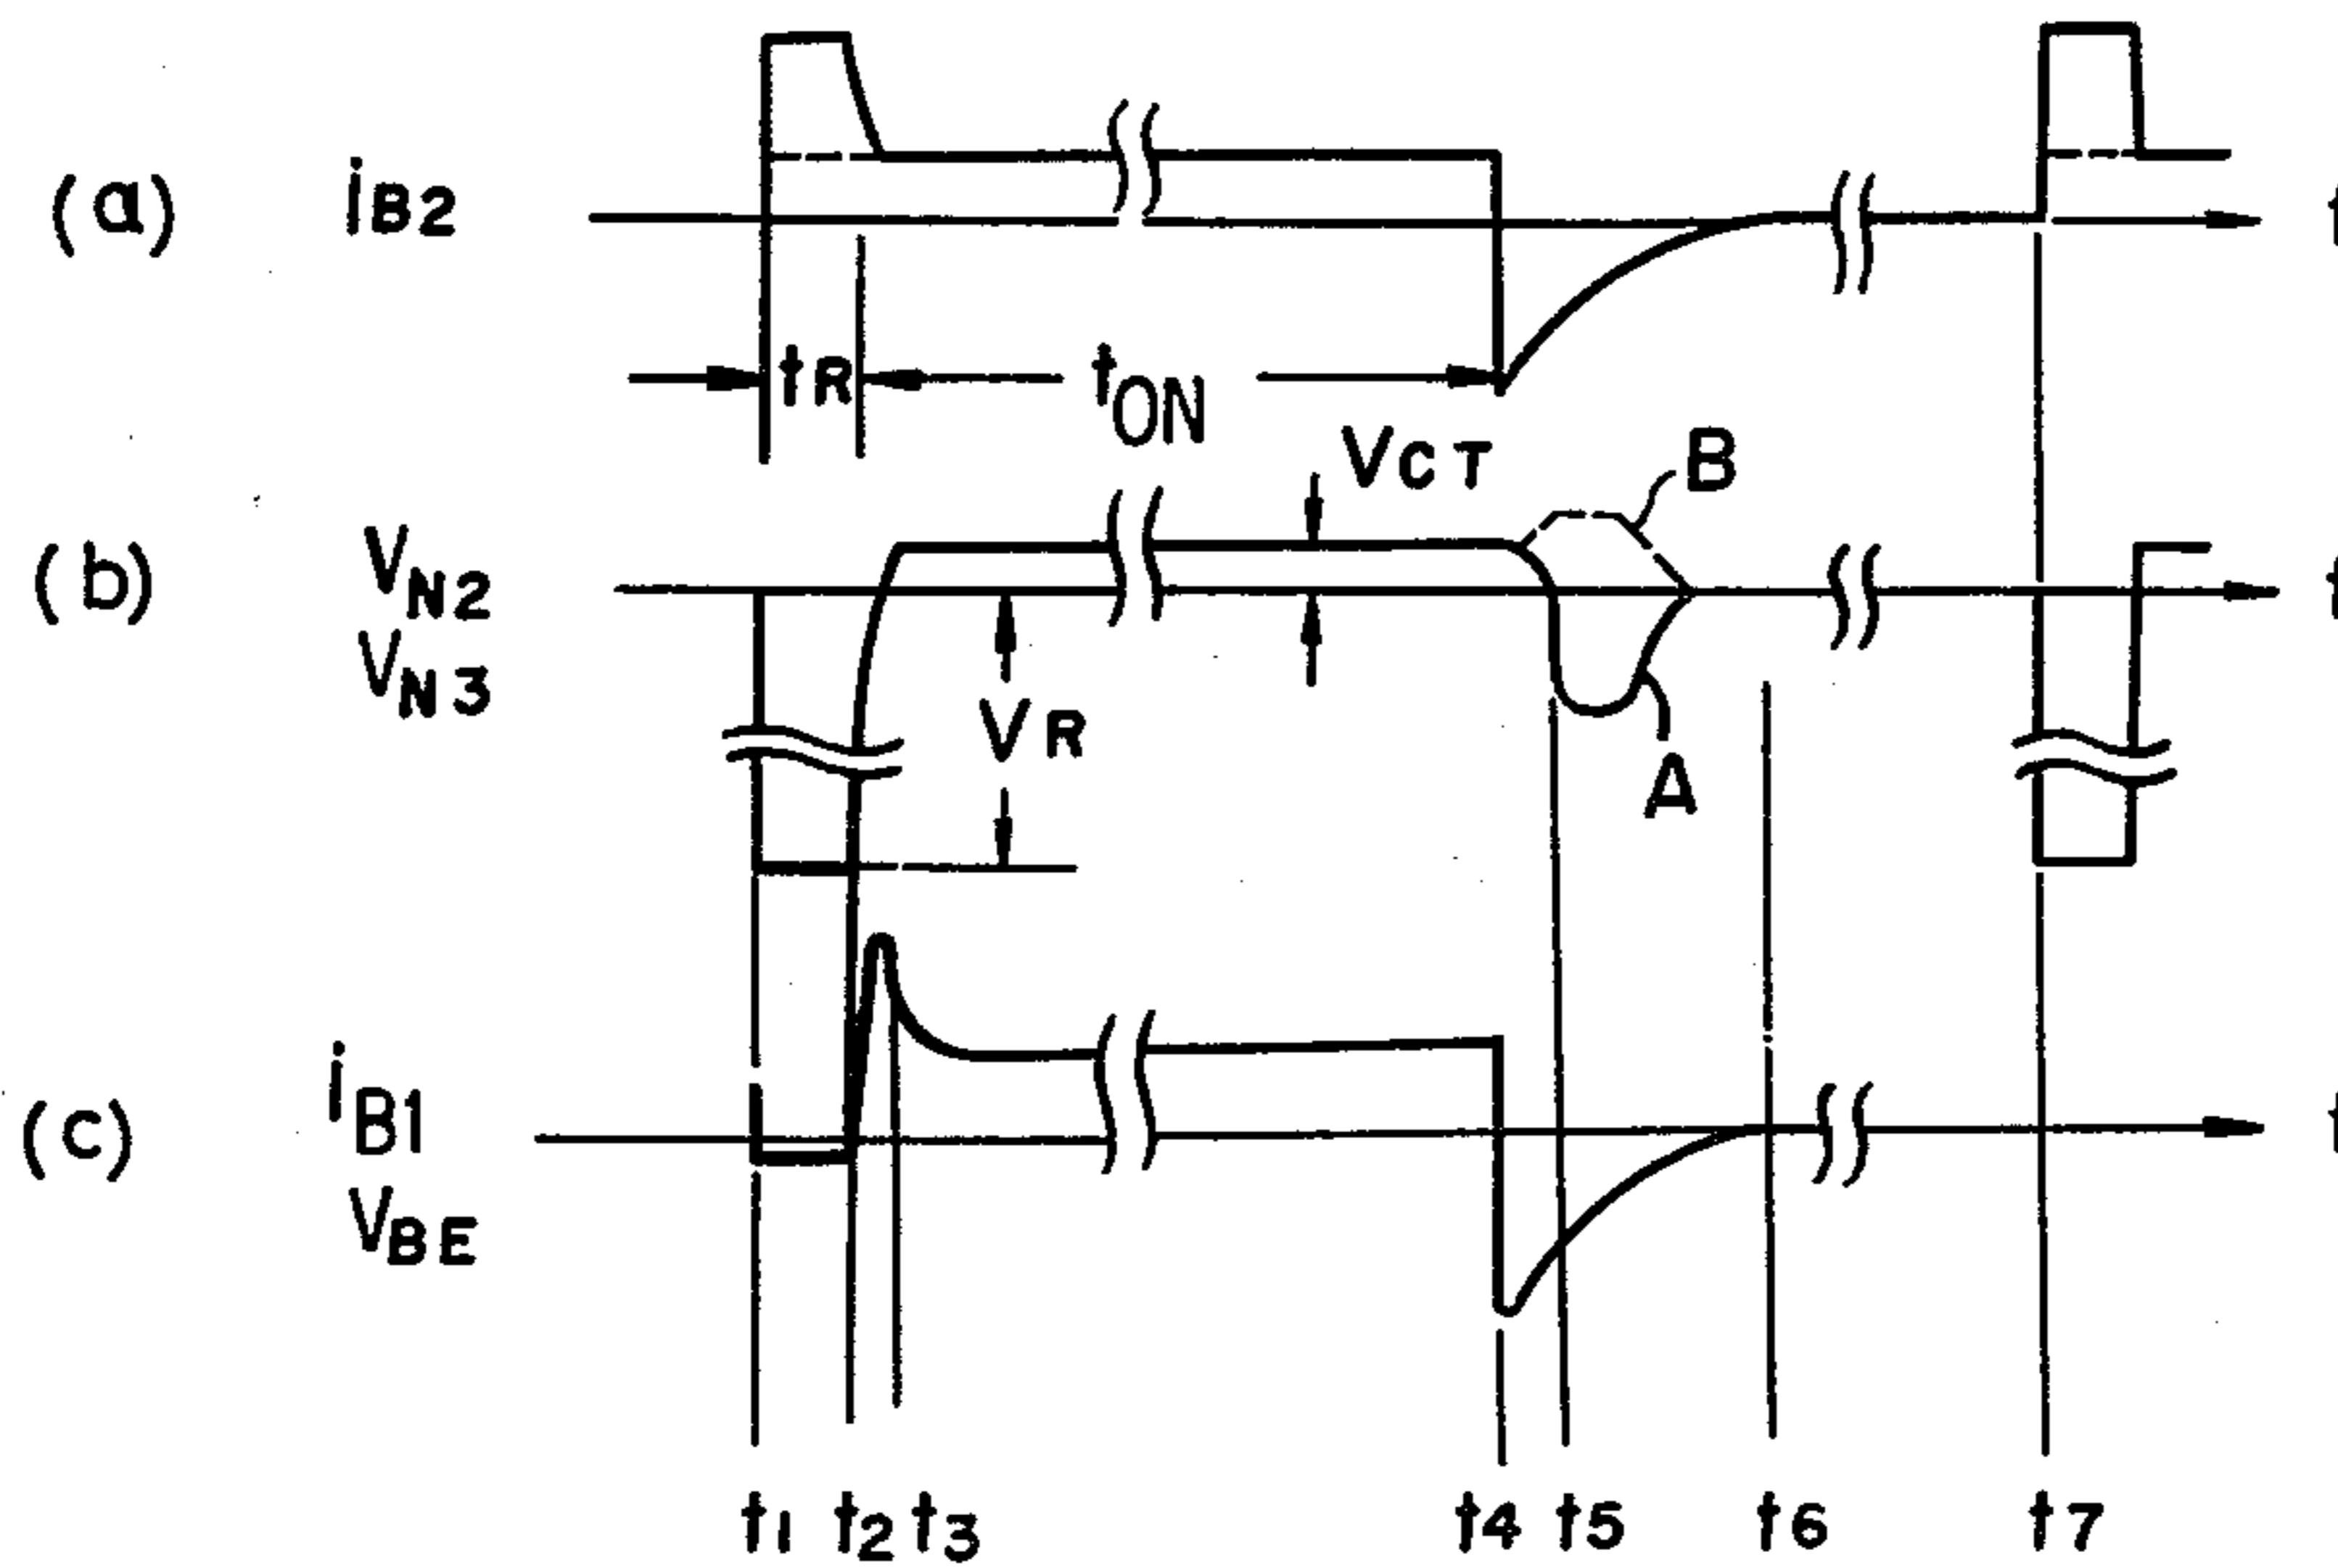 (a) iB2 t
tR tON
VCT B
(b) VN2 t
VN3
VR
A
(c) iB1 t
VBE
t1 t2 t3 t4 t5 t6 t7